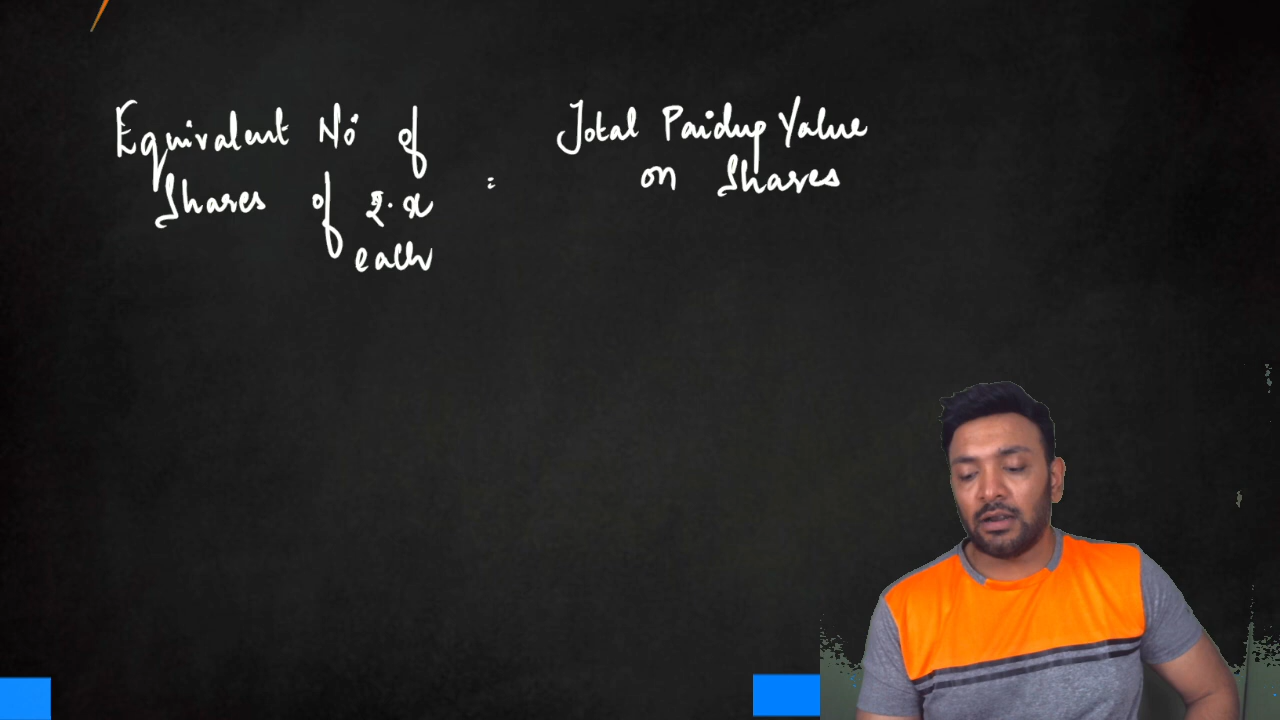 Equivalent No of
Shares of ₹. x
each
=
Total Paidup Value
on Shares